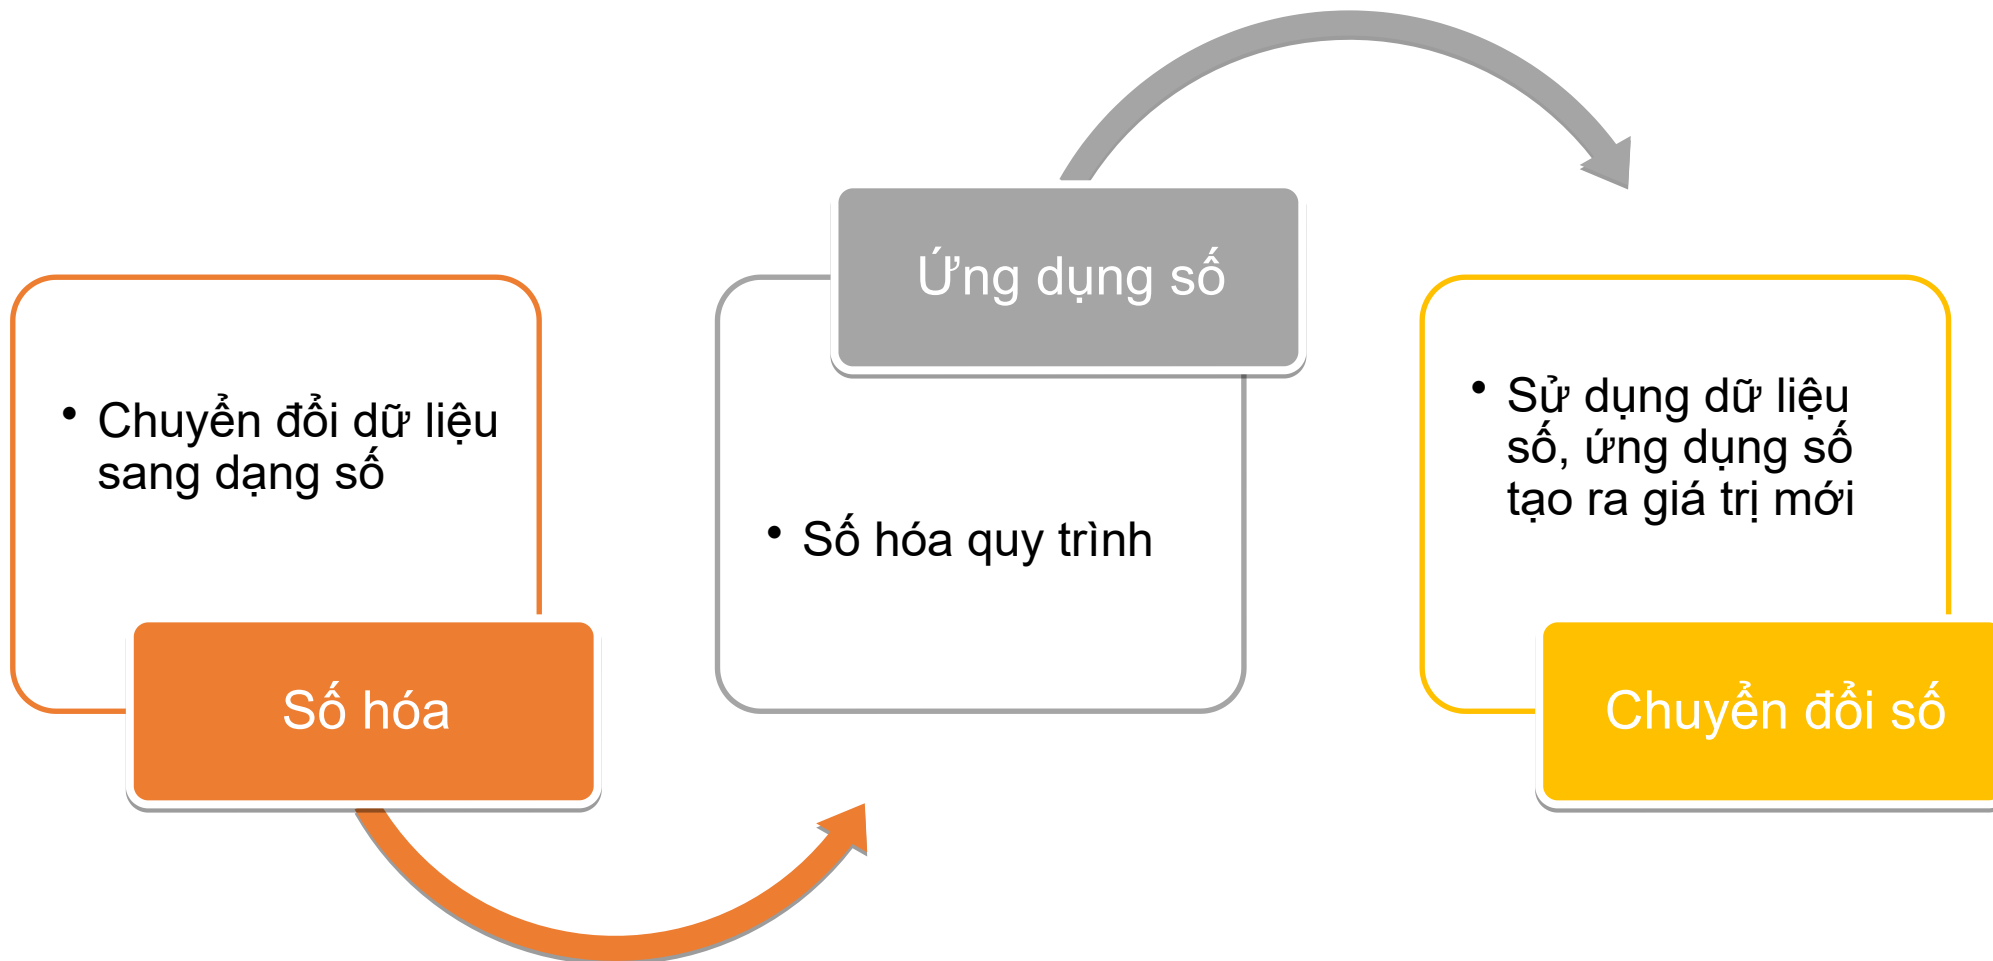 • Chuyển đổi dữ liệu
sang dạng số
Số hóa
Ứng dụng số
• Số hóa quy trình
• Sử dụng dữ liệu
số, ứng dụng số
tạo ra giá trị mới
Chuyển đổi số